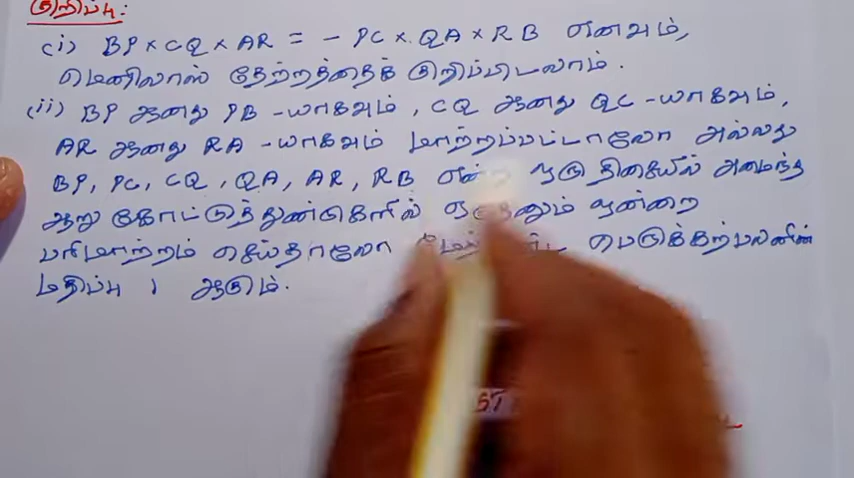 குறிப்பு:
(i) BP × CQ × AR = - PC × QA × RB எனவும்,
மெனிலாஸ் தேற்றத்தைக் குறிப்பிடலாம்.
(ii) BP ஆனது PB -யாகவும், CQ ஆனது QC -யாகவும்,
AR ஆனது RA -யாகவும் மாற்றப்பட்டாலோ அல்லது
BP, PC, CQ, QA, AR, RB ஒரு திசையில் அமைந்த
ஆறு கோட்டுத்துண்டுகளில் ஏதேனும் ஒன்றை
பரிமாற்றம் செய்தாலோ பெருக்கற்பலனின்
மதிப்பு 1 ஆகும்.